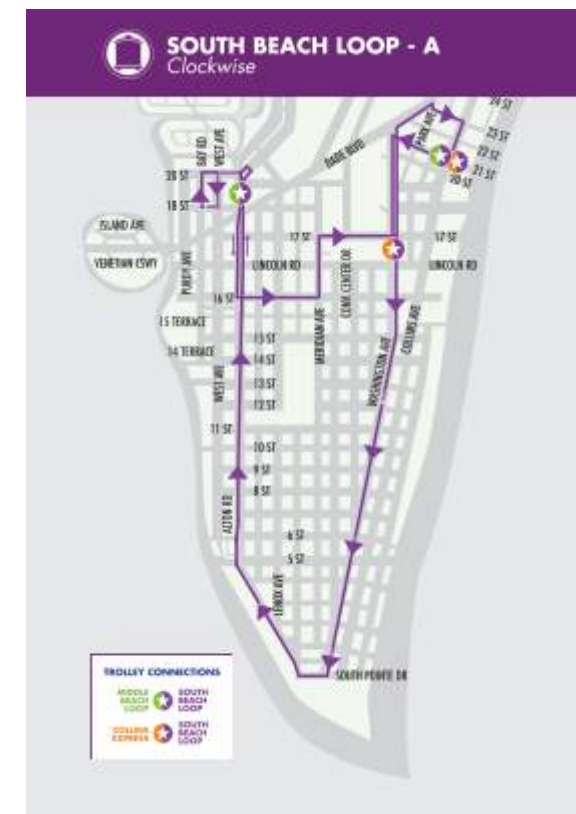 SOUTH BEACH LOOP - A
Clockwise
24 ST
PARK AVE
23 ST
22 ST
21 ST
20 ST
DADE BLVD
BAY RD
WEST AVE
20 ST
18 ST
ISLAND AVE
VENETIAN CSWY
PURDY AVE
17 ST
17 ST
LINCOLN RD
LINCOLN RD
CONV. CENTER DR
MERIDIAN AVE
16 ST
15 TERRACE
14 TERRACE
WEST AVE
15 ST
14 ST
13 ST
12 ST
11 ST
10 ST
9 ST
8 ST
WASHINGTON AVE
COLLINS AVE
ALTON RD
6 ST
5 ST
LENOX AVE
SOUTH POINTE DR
TROLLEY CONNECTIONS
MIDDLE BEACH LOOP
SOUTH BEACH LOOP
COLLINS EXPRESS
SOUTH BEACH LOOP